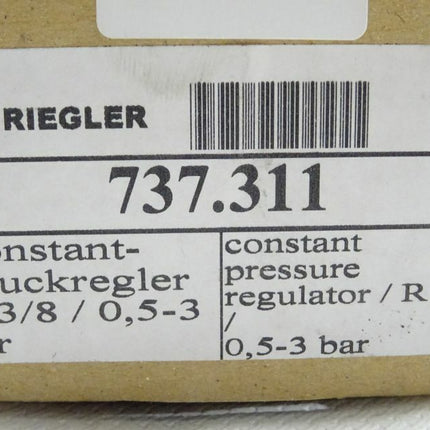 RIEGLER
737.311
onstant-
uckregler
3/8 / 0,5-3
r
constant
pressure
regulator / R
/
0,5-3 bar